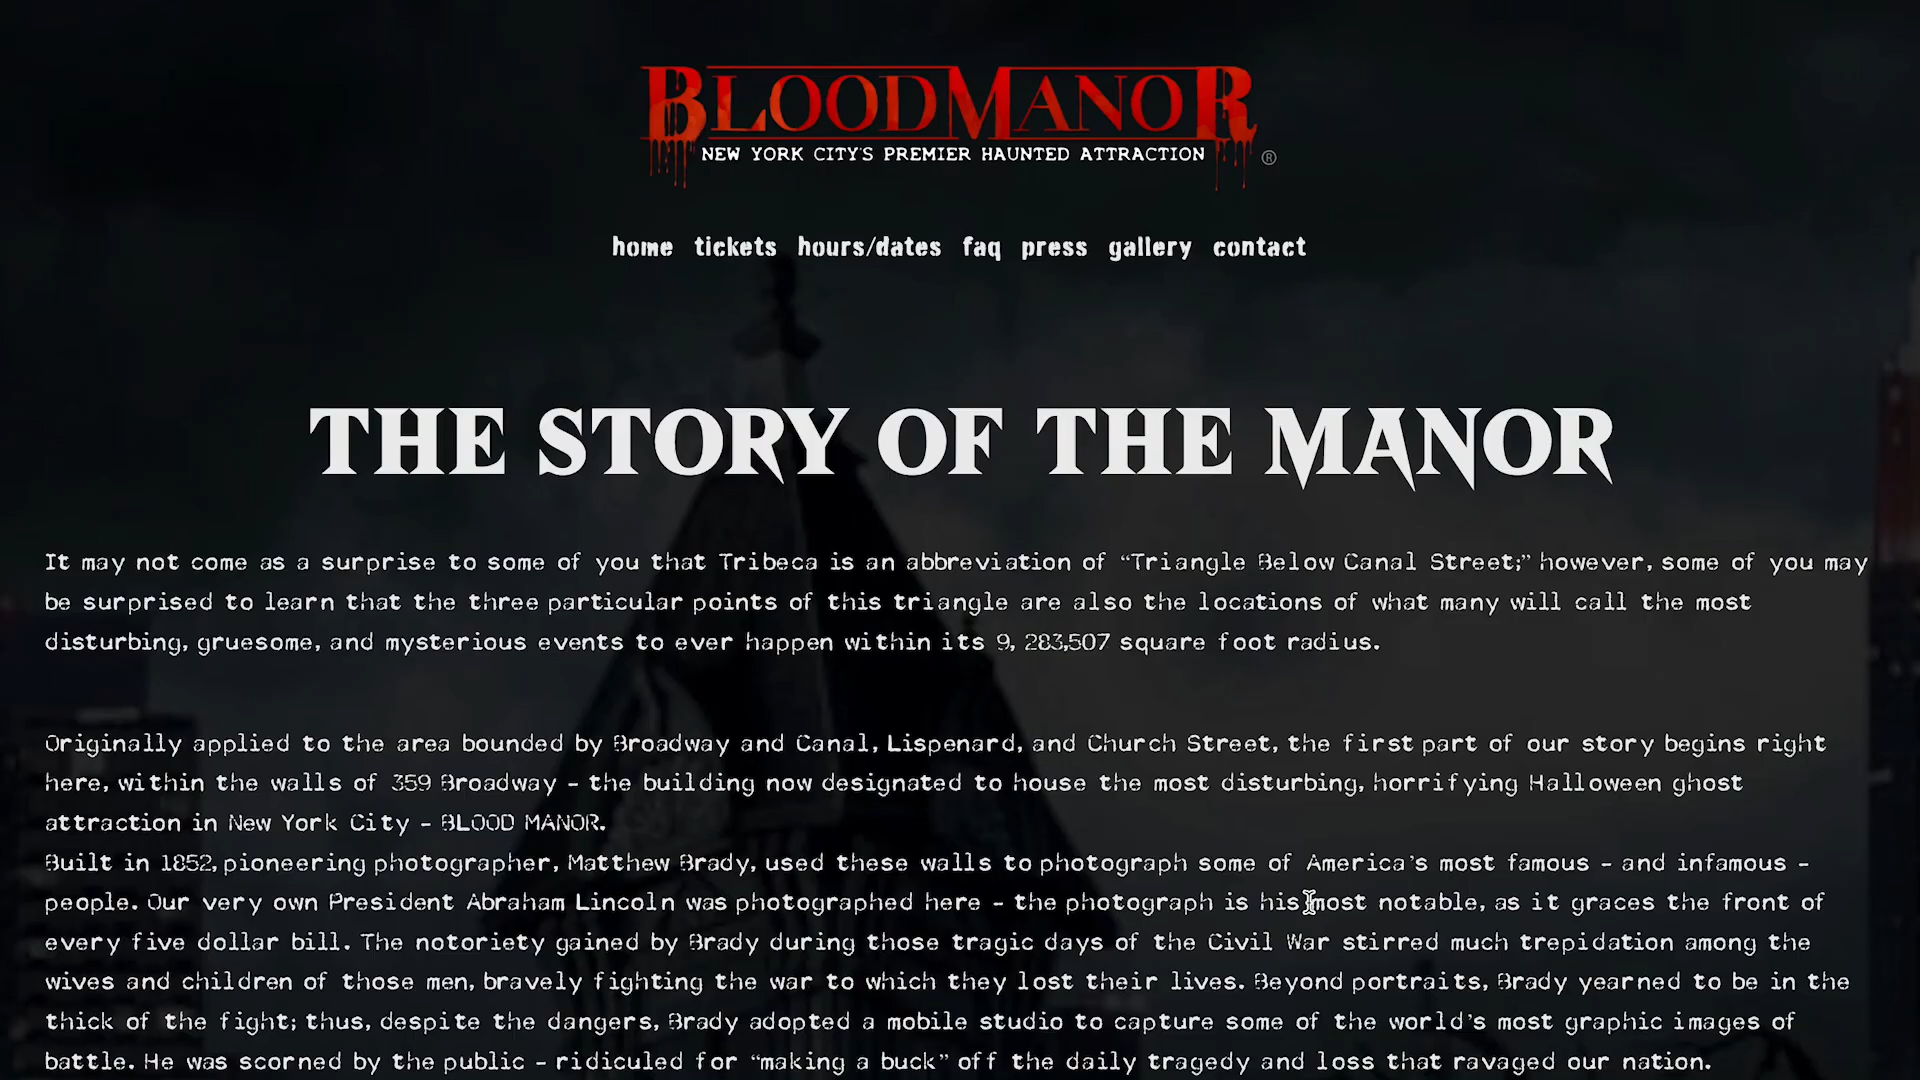 BLOODMANOR
NEW YORK CITY'S PREMIER HAUNTED ATTRACTION ®
home tickets hours/dates faq press gallery contact
THE STORY OF THE MANOR
It may not come as a surprise to some of you that Tribeca is an abbreviation of “Triangle Below Canal Street;” however, some of you may
be surprised to learn that the three particular points of this triangle are also the locations of what many will call the most
disturbing, gruesome, and mysterious events to ever happen within its 9, 283,507 square foot radius.
Originally applied to the area bounded by Broadway and Canal, Lispenard, and Church Street, the first part of our story begins right
here, within the walls of 359 Broadway – the building now designated to house the most disturbing, horrifying Halloween ghost
attraction in New York City – BLOOD MANOR.
Built in 1852, pioneering photographer, Matthew Brady, used these walls to photograph some of America’s most famous – and infamous –
people. Our very own President Abraham Lincoln was photographed here – the photograph is his most notable, as it graces the front of
every five dollar bill. The notoriety gained by Brady during those tragic days of the Civil War stirred much trepidation among the
wives and children of those men, bravely fighting the war to which they lost their lives. Beyond portraits, Brady yearned to be in the
thick of the fight; thus, despite the dangers, Brady adopted a mobile studio to capture some of the world’s most graphic images of
battle. He was scorned by the public – ridiculed for “making a buck” off the daily tragedy and loss that ravaged our nation.